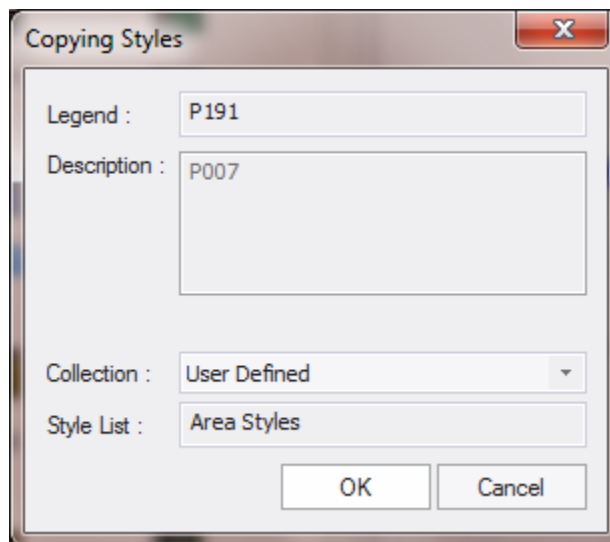 Copying Styles
Legend : P191
Description : P007
Collection : User Defined
Style List : Area Styles
OK Cancel